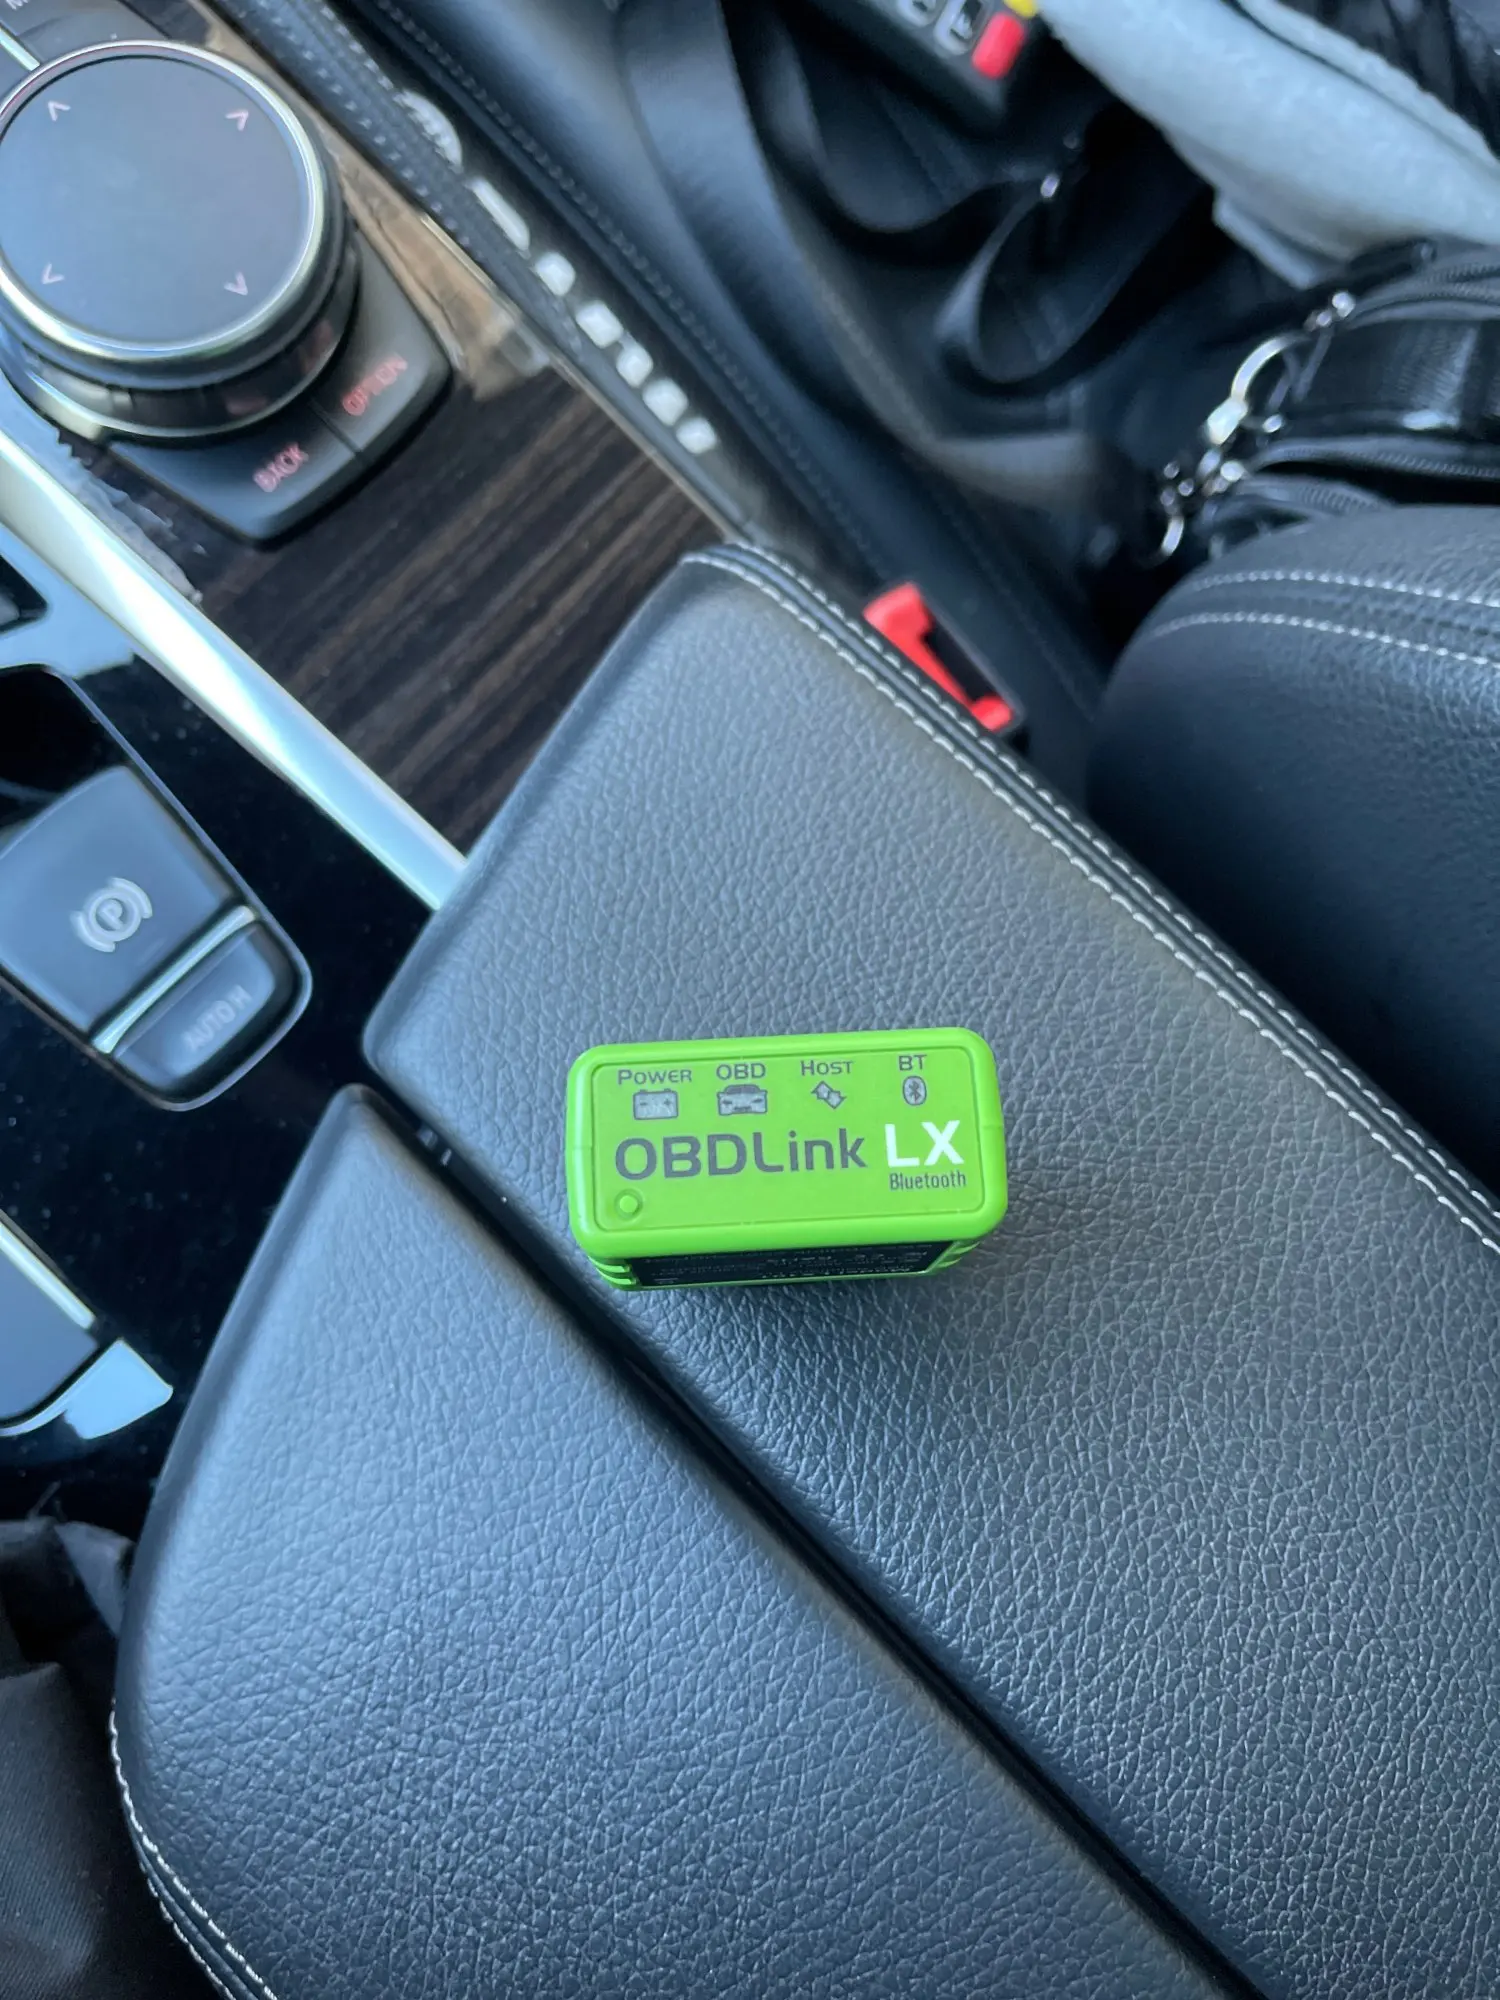 OPTION
BACK
P
AUTO H
POWER OBD HOST BT
OBDLink LX
Bluetooth